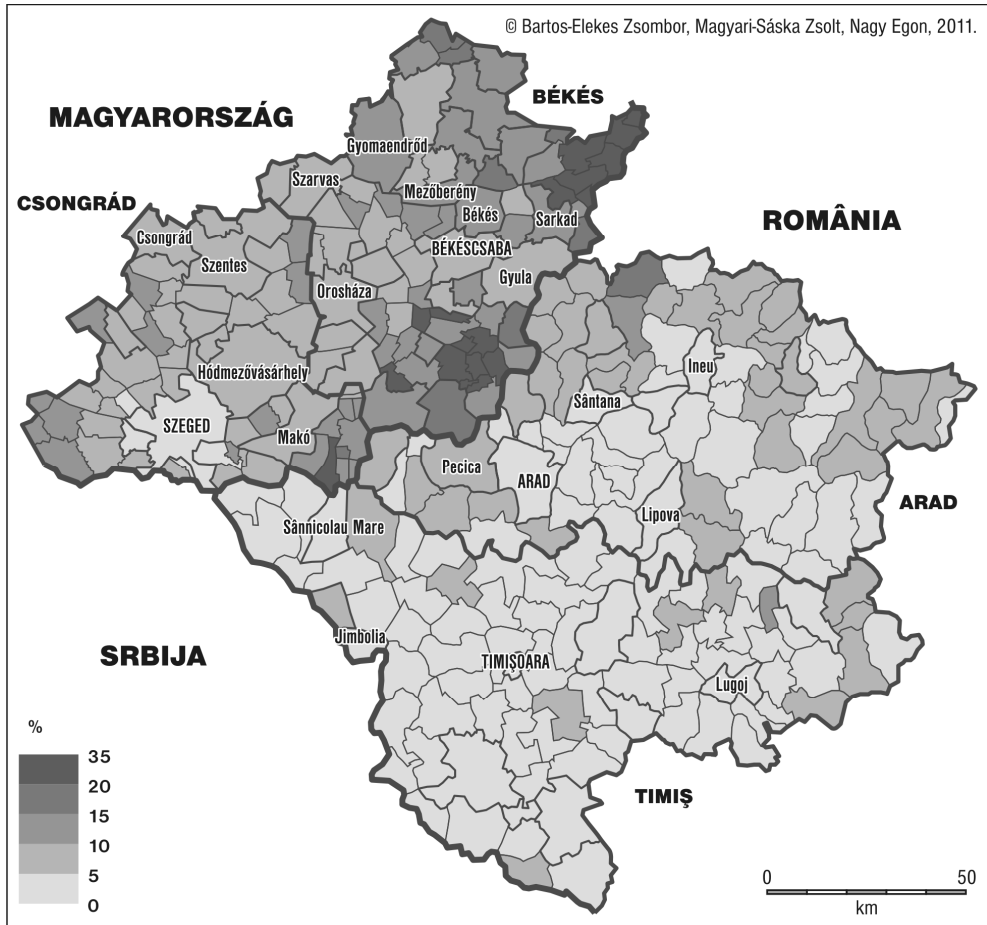 © Bartos-Elekes Zsombor, Magyari-Sáska Zsolt, Nagy Egon, 2011.
BÉKÉS
MAGYARORSZÁG
Gyomaendrőd
Szarvas
Mezőberény
CSONGRÁD
Békés
Sarkad
ROMÂNIA
Csongrád
BÉKÉSCSABA
Szentes
Gyula
Orosháza
Ineu
Hódmezővásárhely
Sântana
SZEGED
Makó
Pecica
ARAD
ARAD
Lipova
Sânnicolau Mare
Jimbolia
SRBIJA
TIMIȘOARA
Lugoj
%
TIMIȘ
35
20
15
10
5
0
0 50
km